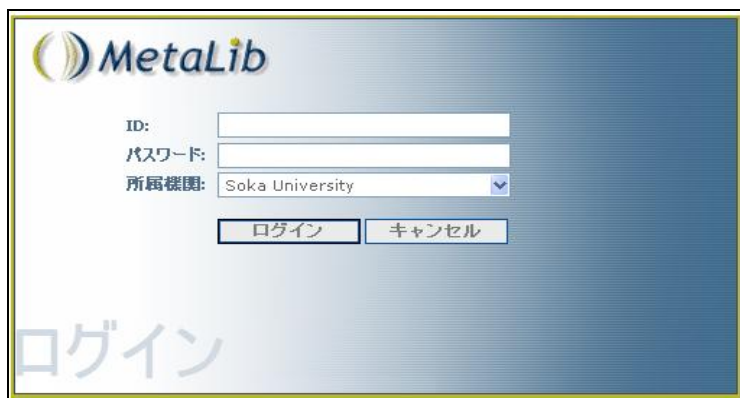 MetaLib
ID:
パスワード:
所属機関: Soka University
ログイン キャンセル
ログイン